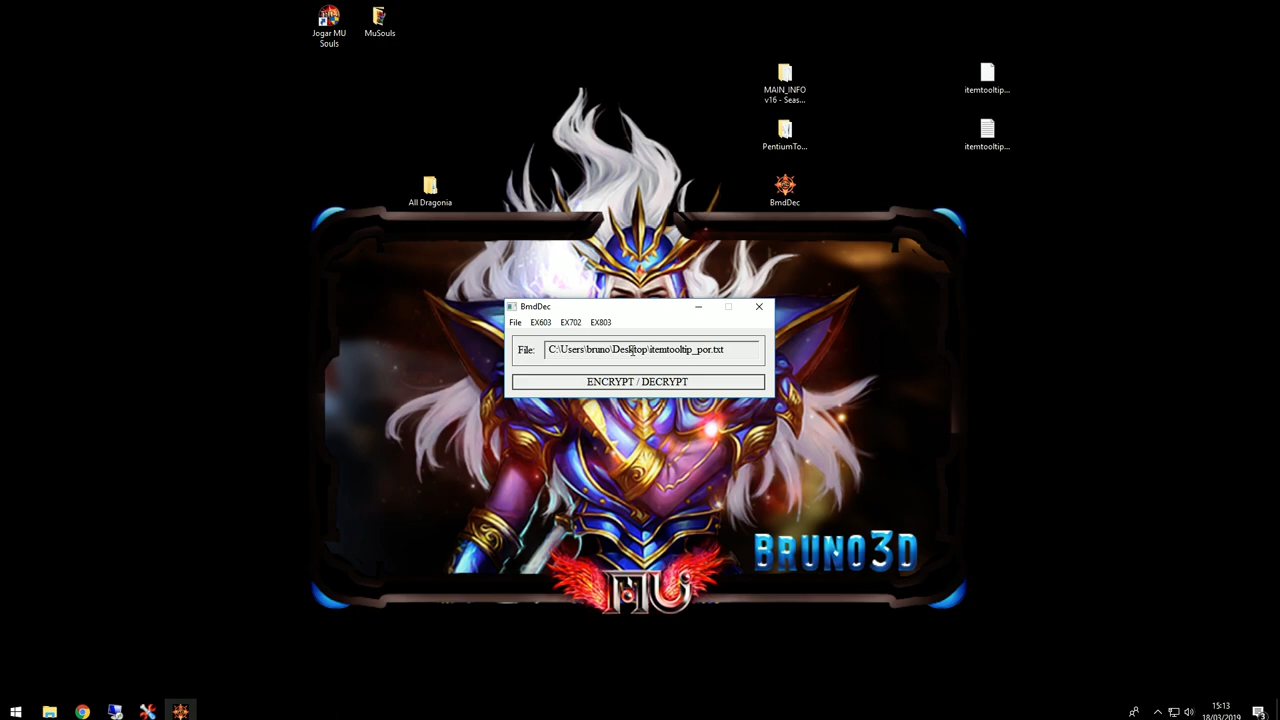 Jogar MU
Souls
MuSouls
MAIN_INFO
v16 - Seas...
itemtooltip...
PentiumTo...
itemtooltip...
All Dragonia
BmdDec
BmdDec
File EX603 EX702 EX803
File: C:\Users\bruno\Desktop\itemtooltip_por.txt
ENCRYPT / DECRYPT
BRUNO3D
MU
15:13
18/03/2019